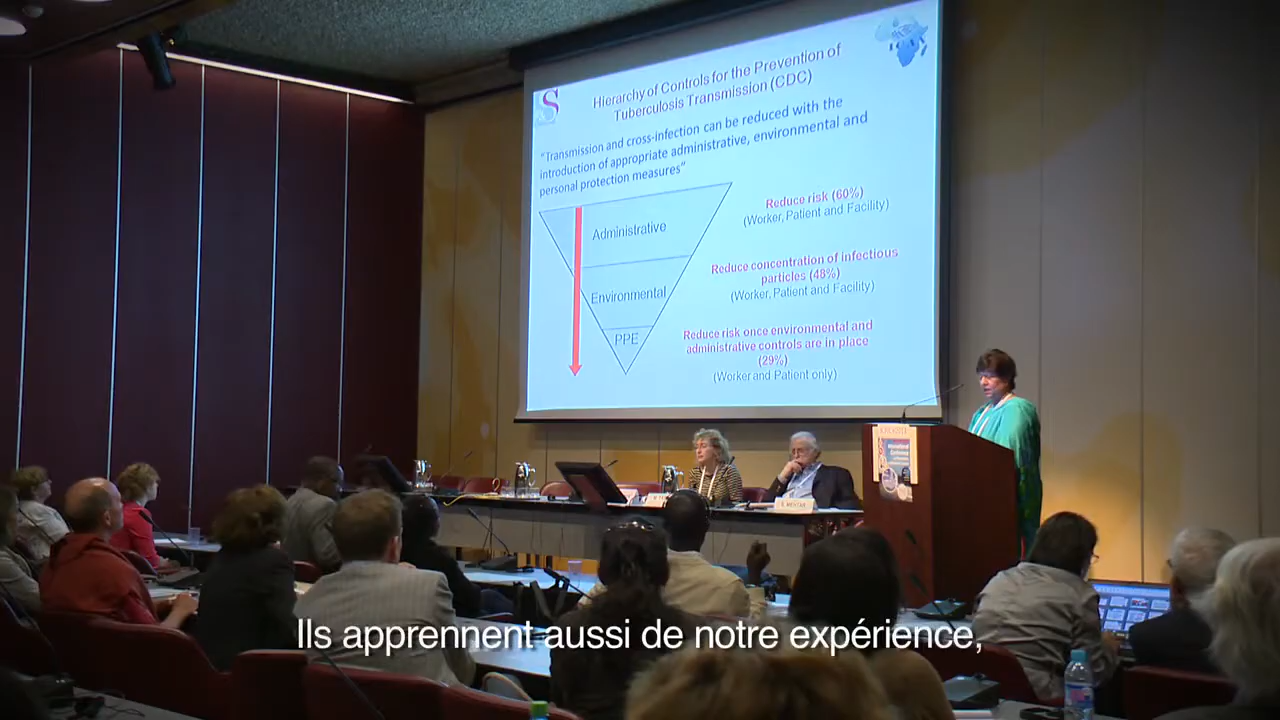 Hierarchy of Controls for the Prevention of
Tuberculosis Transmission (CDC)
"Transmission and cross-infection can be reduced with the
introduction of appropriate administrative, environmental and
personal protection measures"
Administrative
Reduce risk (60%)
(Worker, Patient and Facility)
Environmental
Reduce concentration of infectious
particles (48%)
(Worker, Patient and Facility)
PPE
Reduce risk once environmental and
administrative controls are in place
(29%)
(Worker and Patient only)
Ils apprennent aussi de notre expérience,